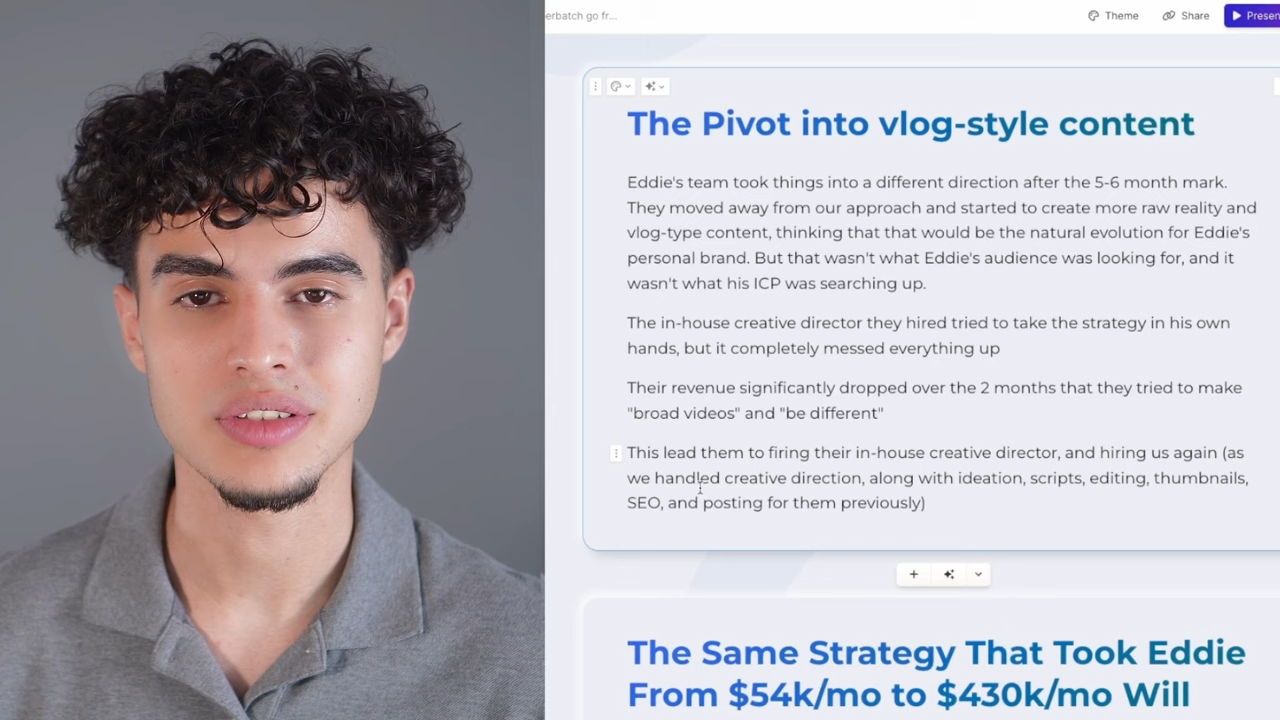 erbatch go fr...
Theme
Share
Presen
The Pivot into vlog-style content
Eddie's team took things into a different direction after the 5-6 month mark.
They moved away from our approach and started to create more raw reality and
vlog-type content, thinking that that would be the natural evolution for Eddie's
personal brand. But that wasn't what Eddie's audience was looking for, and it
wasn't what his ICP was searching up.
The in-house creative director they hired tried to take the strategy in his own
hands, but it completely messed everything up
Their revenue significantly dropped over the 2 months that they tried to make
"broad videos" and "be different"
This lead them to firing their in-house creative director, and hiring us again (as
we handled creative direction, along with ideation, scripts, editing, thumbnails,
SEO, and posting for them previously)
The Same Strategy That Took Eddie
From $54k/mo to $430k/mo Will